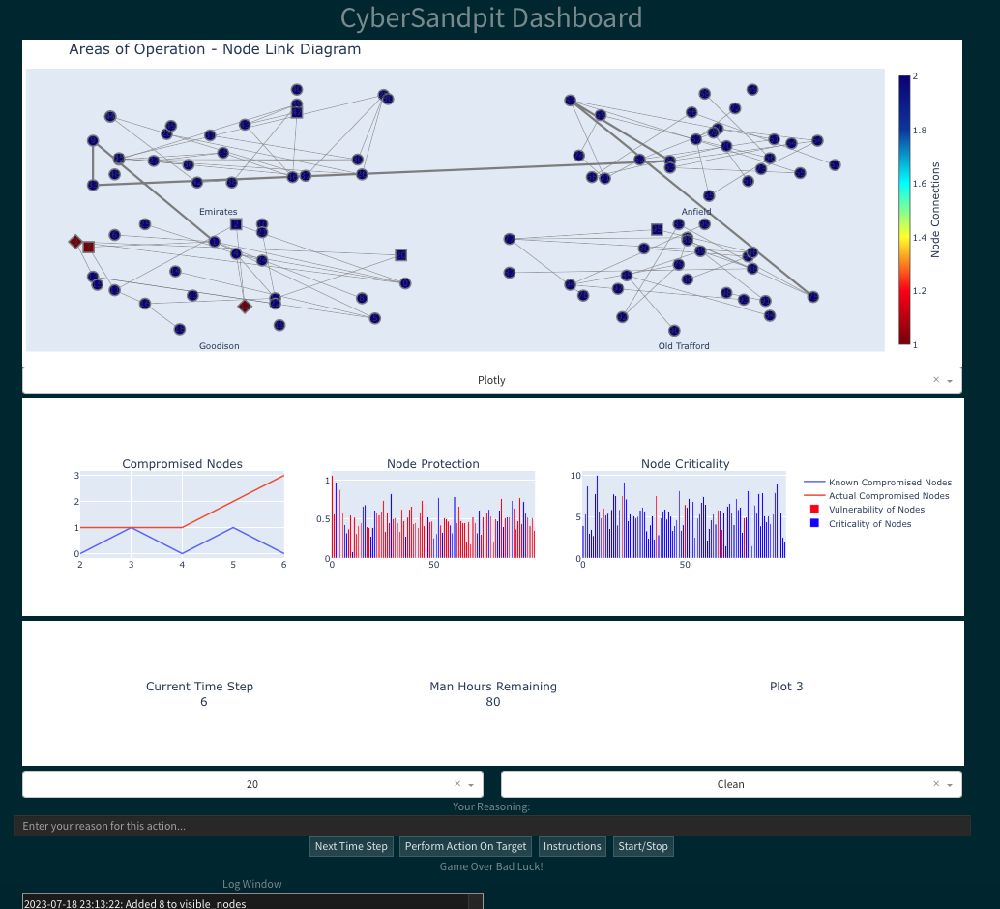 CyberSandpit Dashboard
Areas of Operation - Node Link Diagram
Emirates
Anfield
Goodison
Old Trafford
2
1.8
1.6
1.4
1.2
1
Node Connections
Plotly
×
Compromised Nodes
3
2
1
0
2 3 4 5 6
Node Protection
1
0.5
0
0 50
Node Criticality
10
5
0
0 50
Known Compromised Nodes
Actual Compromised Nodes
Vulnerability of Nodes
Criticality of Nodes
Current Time Step
6
Man Hours Remaining
80
Plot 3
20 ×
Clean ×
Your Reasoning:
Enter your reason for this action...
Next Time Step Perform Action On Target Instructions Start/Stop
Game Over Bad Luck!
Log Window
2023-07-18 23:13:22: Added 8 to visible_nodes